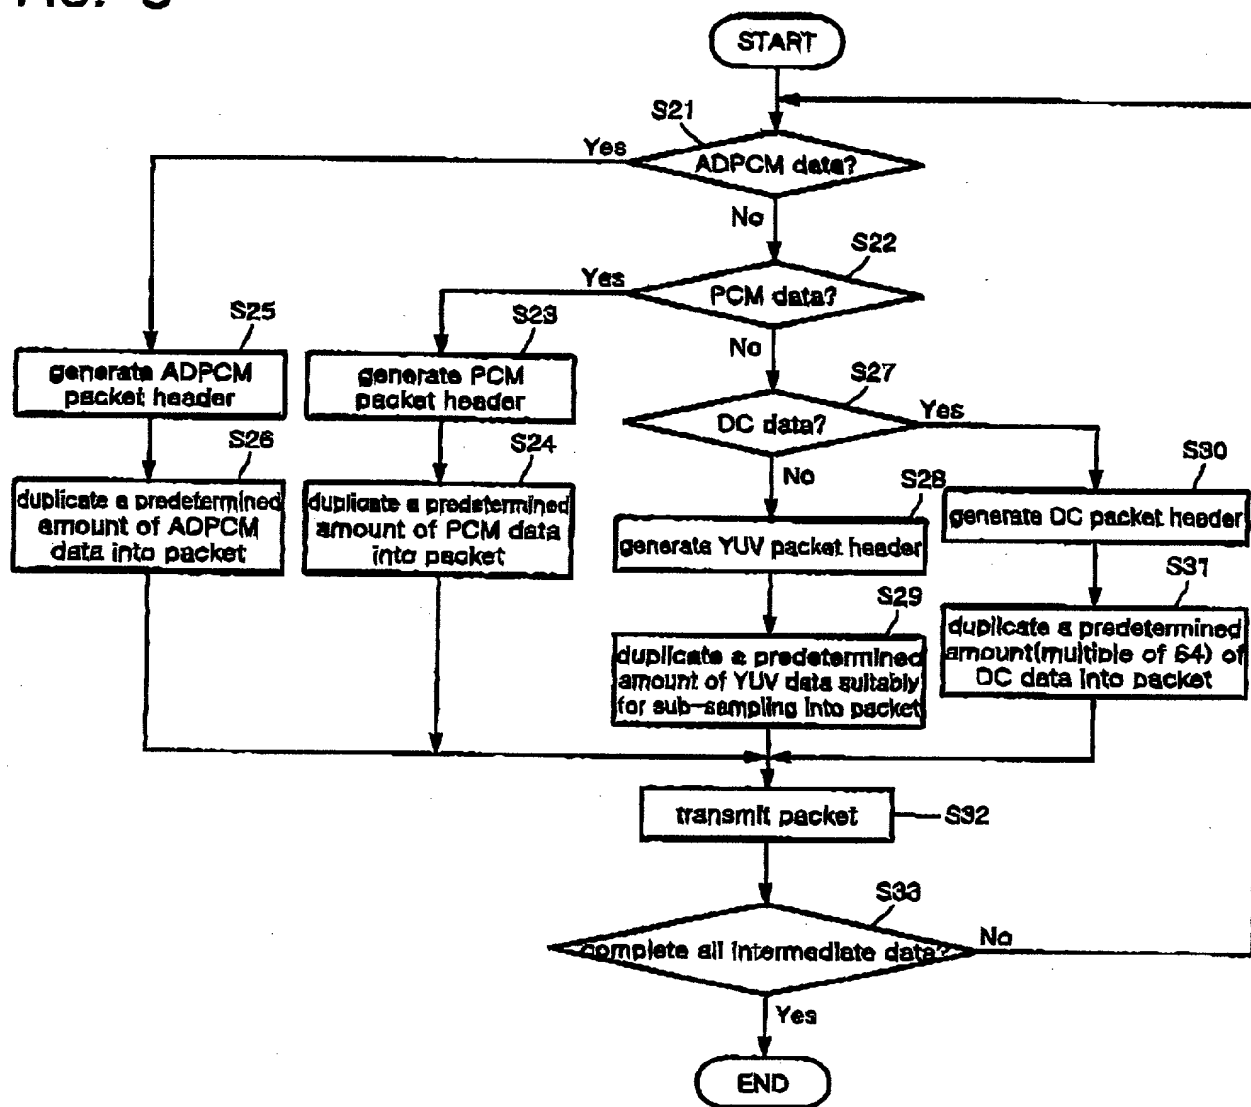 START
S21
Yes
ADPCM data?
No
S22
Yes
PCM data?
No
S25
generate ADPCM
packet header
S23
generate PCM
packet header
S27
DC data?
Yes
No
S26
duplicate a predetermined
amount of ADPCM
data into packet
S24
duplicate a predetermined
amount of PCM data
into packet
S28
generate YUV packet header
S30
generate DC packet header
S29
duplicate a predetermined
amount of YUV data suitably
for sub-sampling into packet
S31
duplicate a predetermined
amount(multiple of 64) of
DC data into packet
transmit packet
S32
S33
complete all intermediate data?
No
Yes
END